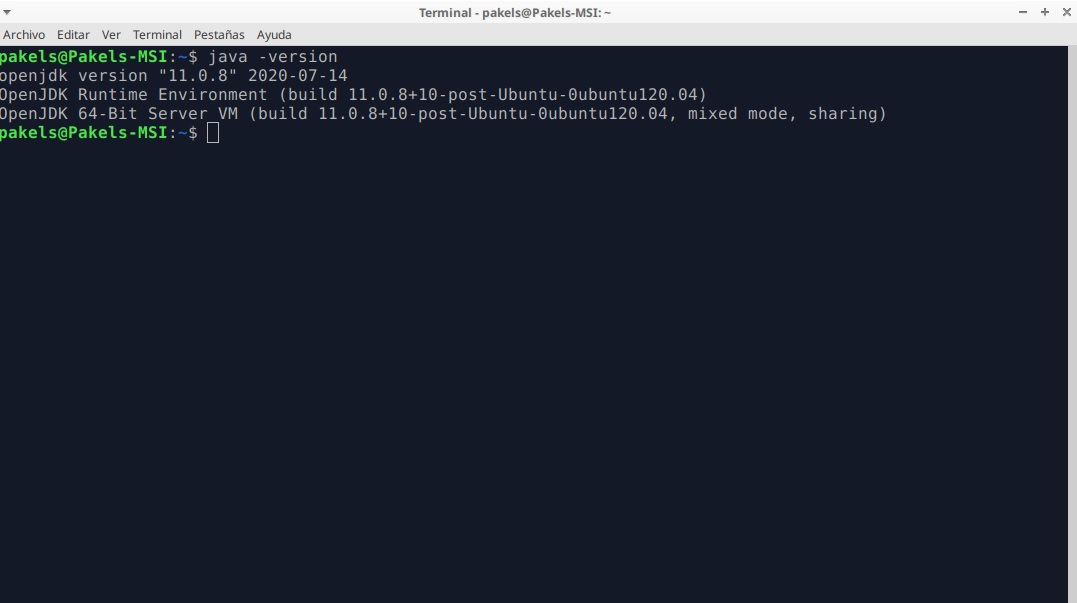 Terminal - pakels@Pakels-MSI: ~
Archivo Editar Ver Terminal Pestañas Ayuda
pakels@Pakels-MSI:~$ java -version
openjdk version "11.0.8" 2020-07-14
OpenJDK Runtime Environment (build 11.0.8+10-post-Ubuntu-0ubuntu120.04)
OpenJDK 64-Bit Server VM (build 11.0.8+10-post-Ubuntu-0ubuntu120.04, mixed mode, sharing)
pakels@Pakels-MSI:~$